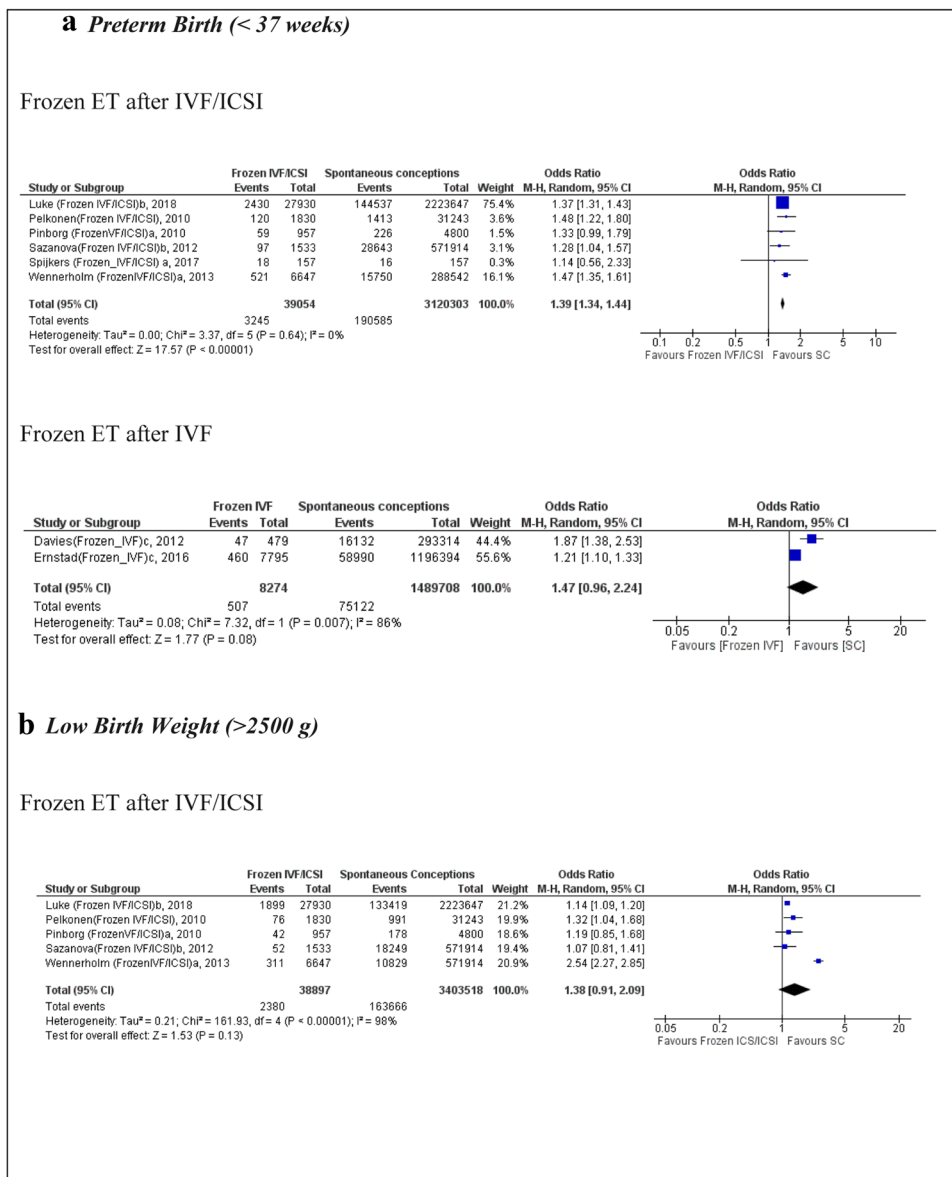 a Preterm Birth (< 37 weeks)
Frozen ET after IVF/ICSI
Frozen IVF/ICSI Spontaneous conceptions Odds Ratio Odds Ratio
Study or Subgroup Events Total Events Total Weight M-H, Random, 95% CI M-H, Random, 95% CI
Luke (Frozen IVF/ICSI)b, 2018 2430 27930 144537 2223647 75.4% 1.37 [1.31, 1.43]
Pelkonen(Frozen IVF/ICSI), 2010 120 1830 1413 31243 3.6% 1.48 [1.22, 1.80]
Pinborg (FrozenVF/ICSI)a, 2010 59 957 226 4800 1.5% 1.33 [0.99, 1.79]
Sazanova(Frozen IVF/ICSI)b, 2012 97 1533 28643 571914 3.1% 1.28 [1.04, 1.57]
Spijkers (Frozen_IVF/ICSI) a, 2017 18 157 16 157 0.3% 1.14 [0.56, 2.33]
Wennerholm (FrozenIVF/ICSI)a, 2013 521 6647 15750 288542 16.1% 1.47 [1.35, 1.61]
Total (95% CI) 39054 3120303 100.0% 1.39 [1.34, 1.44]
Total events 3245 190585
Heterogeneity: Tau² = 0.00; Chi² = 3.37, df = 5 (P = 0.64); I² = 0%
Test for overall effect: Z = 17.57 (P < 0.00001)
0.1 0.2 0.5 1 2 5 10
Favours Frozen IVF/ICSI Favours SC
Frozen ET after IVF
Frozen IVF Spontaneous conceptions Odds Ratio Odds Ratio
Study or Subgroup Events Total Events Total Weight M-H, Random, 95% CI M-H, Random, 95% CI
Davies(Frozen_IVF)c, 2012 47 479 16132 293314 44.4% 1.87 [1.38, 2.53]
Ernstad(Frozen_IVF)c, 2016 460 7795 58990 1196394 55.6% 1.21 [1.10, 1.33]
Total (95% CI) 8274 1489708 100.0% 1.47 [0.96, 2.24]
Total events 507 75122
Heterogeneity: Tau² = 0.08; Chi² = 7.32, df = 1 (P = 0.007); I² = 86%
Test for overall effect: Z = 1.77 (P = 0.08)
0.05 0.2 1 5 20
Favours [Frozen IVF] Favours [SC]
b Low Birth Weight (>2500 g)
Frozen ET after IVF/ICSI
Frozen IVF/ICSI Spontaneous Conceptions Odds Ratio Odds Ratio
Study or Subgroup Events Total Events Total Weight M-H, Random, 95% CI M-H, Random, 95% CI
Luke (Frozen IVF/ICSI)b, 2018 1899 27930 133419 2223647 21.2% 1.14 [1.09, 1.20]
Pelkonen(Frozen IVF/ICSI), 2010 76 1830 991 31243 19.9% 1.32 [1.04, 1.68]
Pinborg (FrozenVF/ICSI)a, 2010 42 957 178 4800 18.6% 1.19 [0.85, 1.68]
Sazanova(Frozen IVF/ICSI)b, 2012 52 1533 18249 571914 19.4% 1.07 [0.81, 1.41]
Wennerholm (FrozenIVF/ICSI)a, 2013 311 6647 10829 571914 20.9% 2.54 [2.27, 2.85]
Total (95% CI) 38897 3403518 100.0% 1.38 [0.91, 2.09]
Total events 2380 163666
Heterogeneity: Tau² = 0.21; Chi² = 161.93, df = 4 (P < 0.00001); I² = 98%
Test for overall effect: Z = 1.53 (P = 0.13)
0.05 0.2 1 5 20
Favours Frozen ICS/ICSI Favours SC